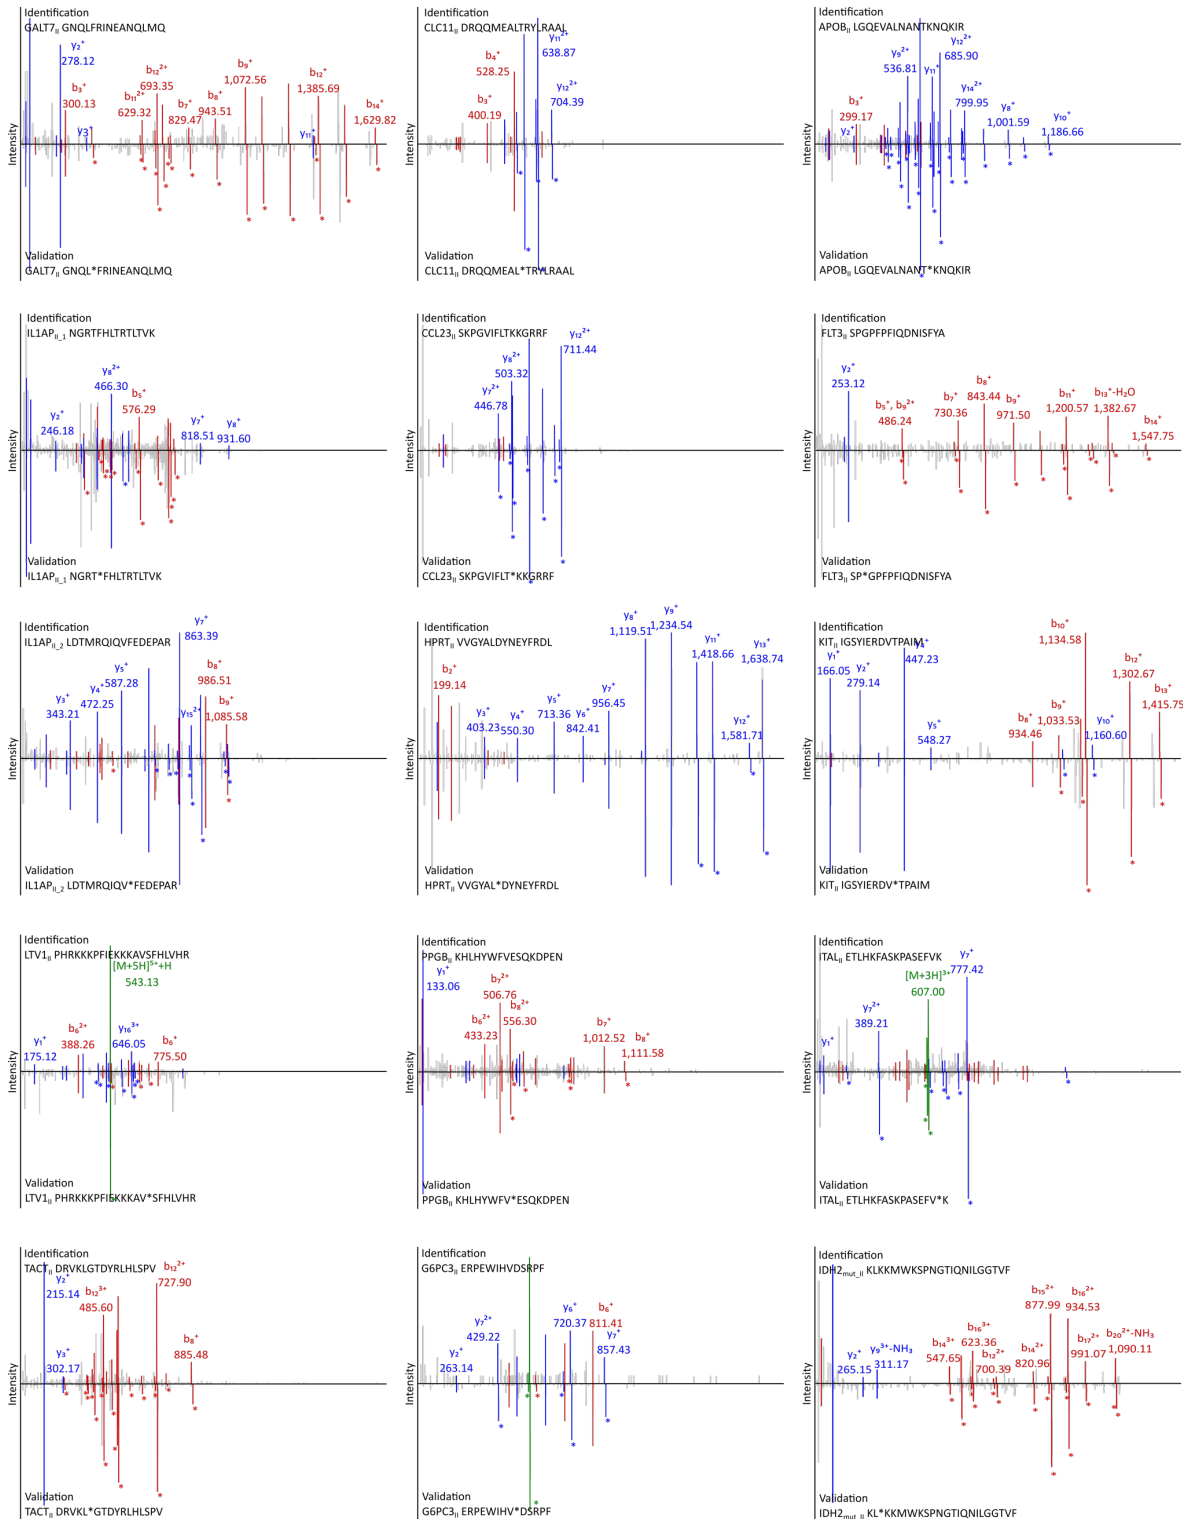 Identification
GALT7II GNQLFRINEANQLMQ
y2+
278.12
b3+
300.13
y3+
b11 2+
629.32
b12 2+
693.35
b7+
829.47
b8+
943.51
b9+
1,072.56
b12+
1,385.69
y11+
b14+
1,629.82
Intensity
Validation
GALT7II GNQL*FRINEANQLMQ
Identification
CLC11II DRQQMEALTRYLRAAL
b4+
528.25
b3+
400.19
y11 2+
638.87
y12 2+
704.39
Intensity
Validation
CLC11II DRQQMEAL*TRYLRAAL
Identification
APOBII LGQEVALNANTKNQKIR
b3+
299.17
y2+
y9 2+
536.81
y11+
y12 2+
685.90
y14 2+
799.95
y8+
1,001.59
y10+
1,186.66
Intensity
Validation
APOBII LGQEVALNANT*KNQKIR
Identification
IL1APII_1 NGRTFHLTRTLTVK
y2+
246.18
y8 2+
466.30
b5+
576.29
y7+
818.51
y8+
931.60
Intensity
Validation
IL1APII_1 NGRT*FHLTRTLTVK
Identification
CCL23II SKPGVIFLTKKGRRF
y7 2+
446.78
y8 2+
503.32
y12 2+
711.44
Intensity
Validation
CCL23II SKPGVIFLT*KKGRRF
Identification
FLT3II SPGPFPFIQDNISFYA
y2+
253.12
b5+, b9 2+
486.24
b7+
730.36
b8+
843.44
b9+
971.50
b11+
1,200.57
b13+-H2O
1,382.67
b14+
1,547.75
Intensity
Validation
FLT3II SP*GPFPFIQDNISFYA
Identification
IL1APII_2 LDTMRQIQVFEDEPAR
y3+
343.21
y4+
472.25
y5+
587.28
y7+
863.39
y15 2+
b8+
986.51
b9+
1,085.58
Intensity
Validation
IL1APII_2 LDTMRQIQV*FEDEPAR
Identification
HPRTII VVGYALDYNEYFRDL
b2+
199.14
y3+
403.23
y4+
550.30
y5+
713.36
y6+
842.41
y7+
956.45
y8+
1,119.51
y9+
1,234.54
y11+
1,418.66
y12+
1,581.71
y13+
1,638.74
Intensity
Validation
HPRTII VVGYAL*DYNEYFRDL
Identification
KITII IGSYIERDVTPAIM
y1+
166.05
y2+
279.14
y4+
447.23
y5+
548.27
b8+
934.46
b9+
1,033.53
b10+
1,134.58
y10+
1,160.60
b12+
1,302.67
b13+
1,415.75
Intensity
Validation
KITII IGSYIERDV*TPAIM
Identification
LTV1II PHRKKKPFIEKKKAVSFHLVHR
[M+5H]5++H
543.13
y1+
175.12
b6 2+
388.26
y16 3+
646.05
b6+
775.50
Intensity
Validation
LTV1II PHRKKKPFIEKKKAV*SFHLVHR
Identification
PPGBII KHLHYWFVESQKDPEN
y1+
133.06
b6 2+
433.23
b7 2+
506.76
b8 2+
556.30
b7+
1,012.52
b8+
1,111.58
Intensity
Validation
PPGBII KHLHYWFV*ESQKDPEN
Identification
ITALII ETLHKFASKPASEFVK
y1+
y7 2+
389.21
[M+3H]3+
607.00
y7+
777.42
Intensity
Validation
ITALII ETLHKFASKPASEFV*K
Identification
TACTII DRVKLGTDYRLHLSPV
y2+
215.14
y3+
302.17
b12 3+
485.60
b12 2+
727.90
b8+
885.48
Intensity
Validation
TACTII DRVKL*GTDYRLHLSPV
Identification
G6PC3II ERPEWIHVDSRPF
y2+
263.14
y7 2+
429.22
y6+
720.37
b6+
811.41
y7+
857.43
Intensity
Validation
G6PC3II ERPEWIHV*DSRPF
Identification
IDH2mut_II KLKKMWKSPNGTIQNILGGTVF
y2+
265.15
y9 3+-NH3
311.17
b14 3+
547.65
b16 3+
623.36
b12 2+
700.39
b14 2+
820.96
b15 2+
877.99
b16 2+
934.53
b17 2+
991.07
b20 2+-NH3
1,090.11
Intensity
Validation
IDH2mut_II KL*KKMWKSPNGTIQNILGGTVF